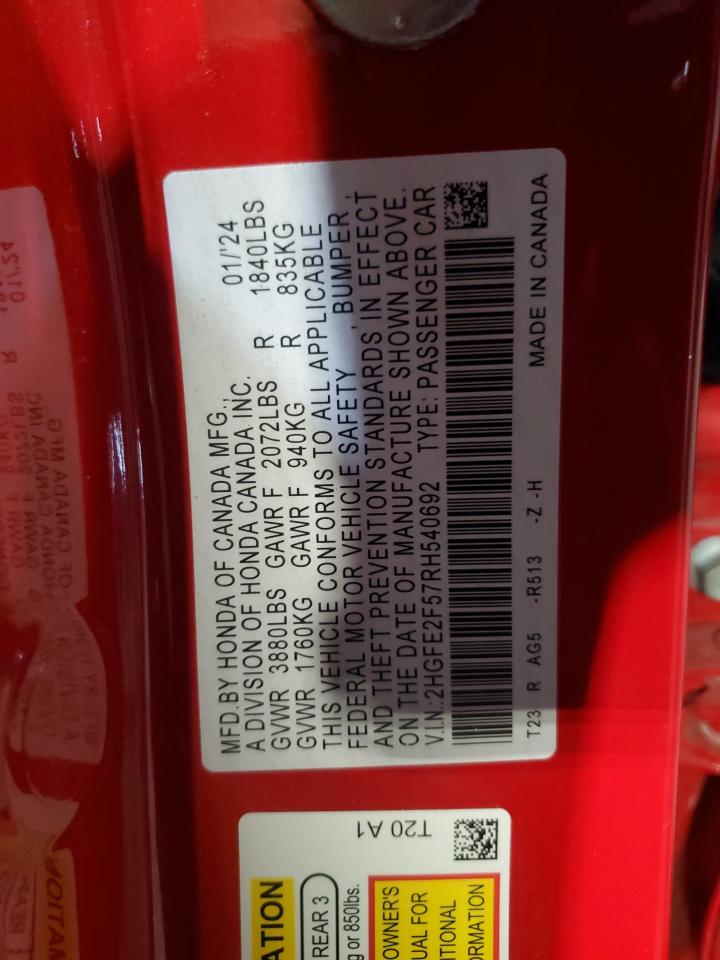 MFD.BY HONDA OF CANADA MFG.,
A DIVISION OF HONDA CANADA INC. 01/'24
GVWR 3880LBS GAWR F 2072LBS R 1840LBS
GVWR 1760KG GAWR F 940KG R 835KG
THIS VEHICLE CONFORMS TO ALL APPLICABLE
FEDERAL MOTOR VEHICLE SAFETY, BUMPER,
AND THEFT PREVENTION STANDARDS IN EFFECT
ON THE DATE OF MANUFACTURE SHOWN ABOVE.
V.I.N.:2HGFE2F57RH540692 TYPE: PASSENGER CAR
T23 R AG5 -R513 -Z -H MADE IN CANADA
T20 A1
ATION
REAR 3
g or 850lbs.
OWNER'S
UAL FOR
ITIONAL
ORMATION